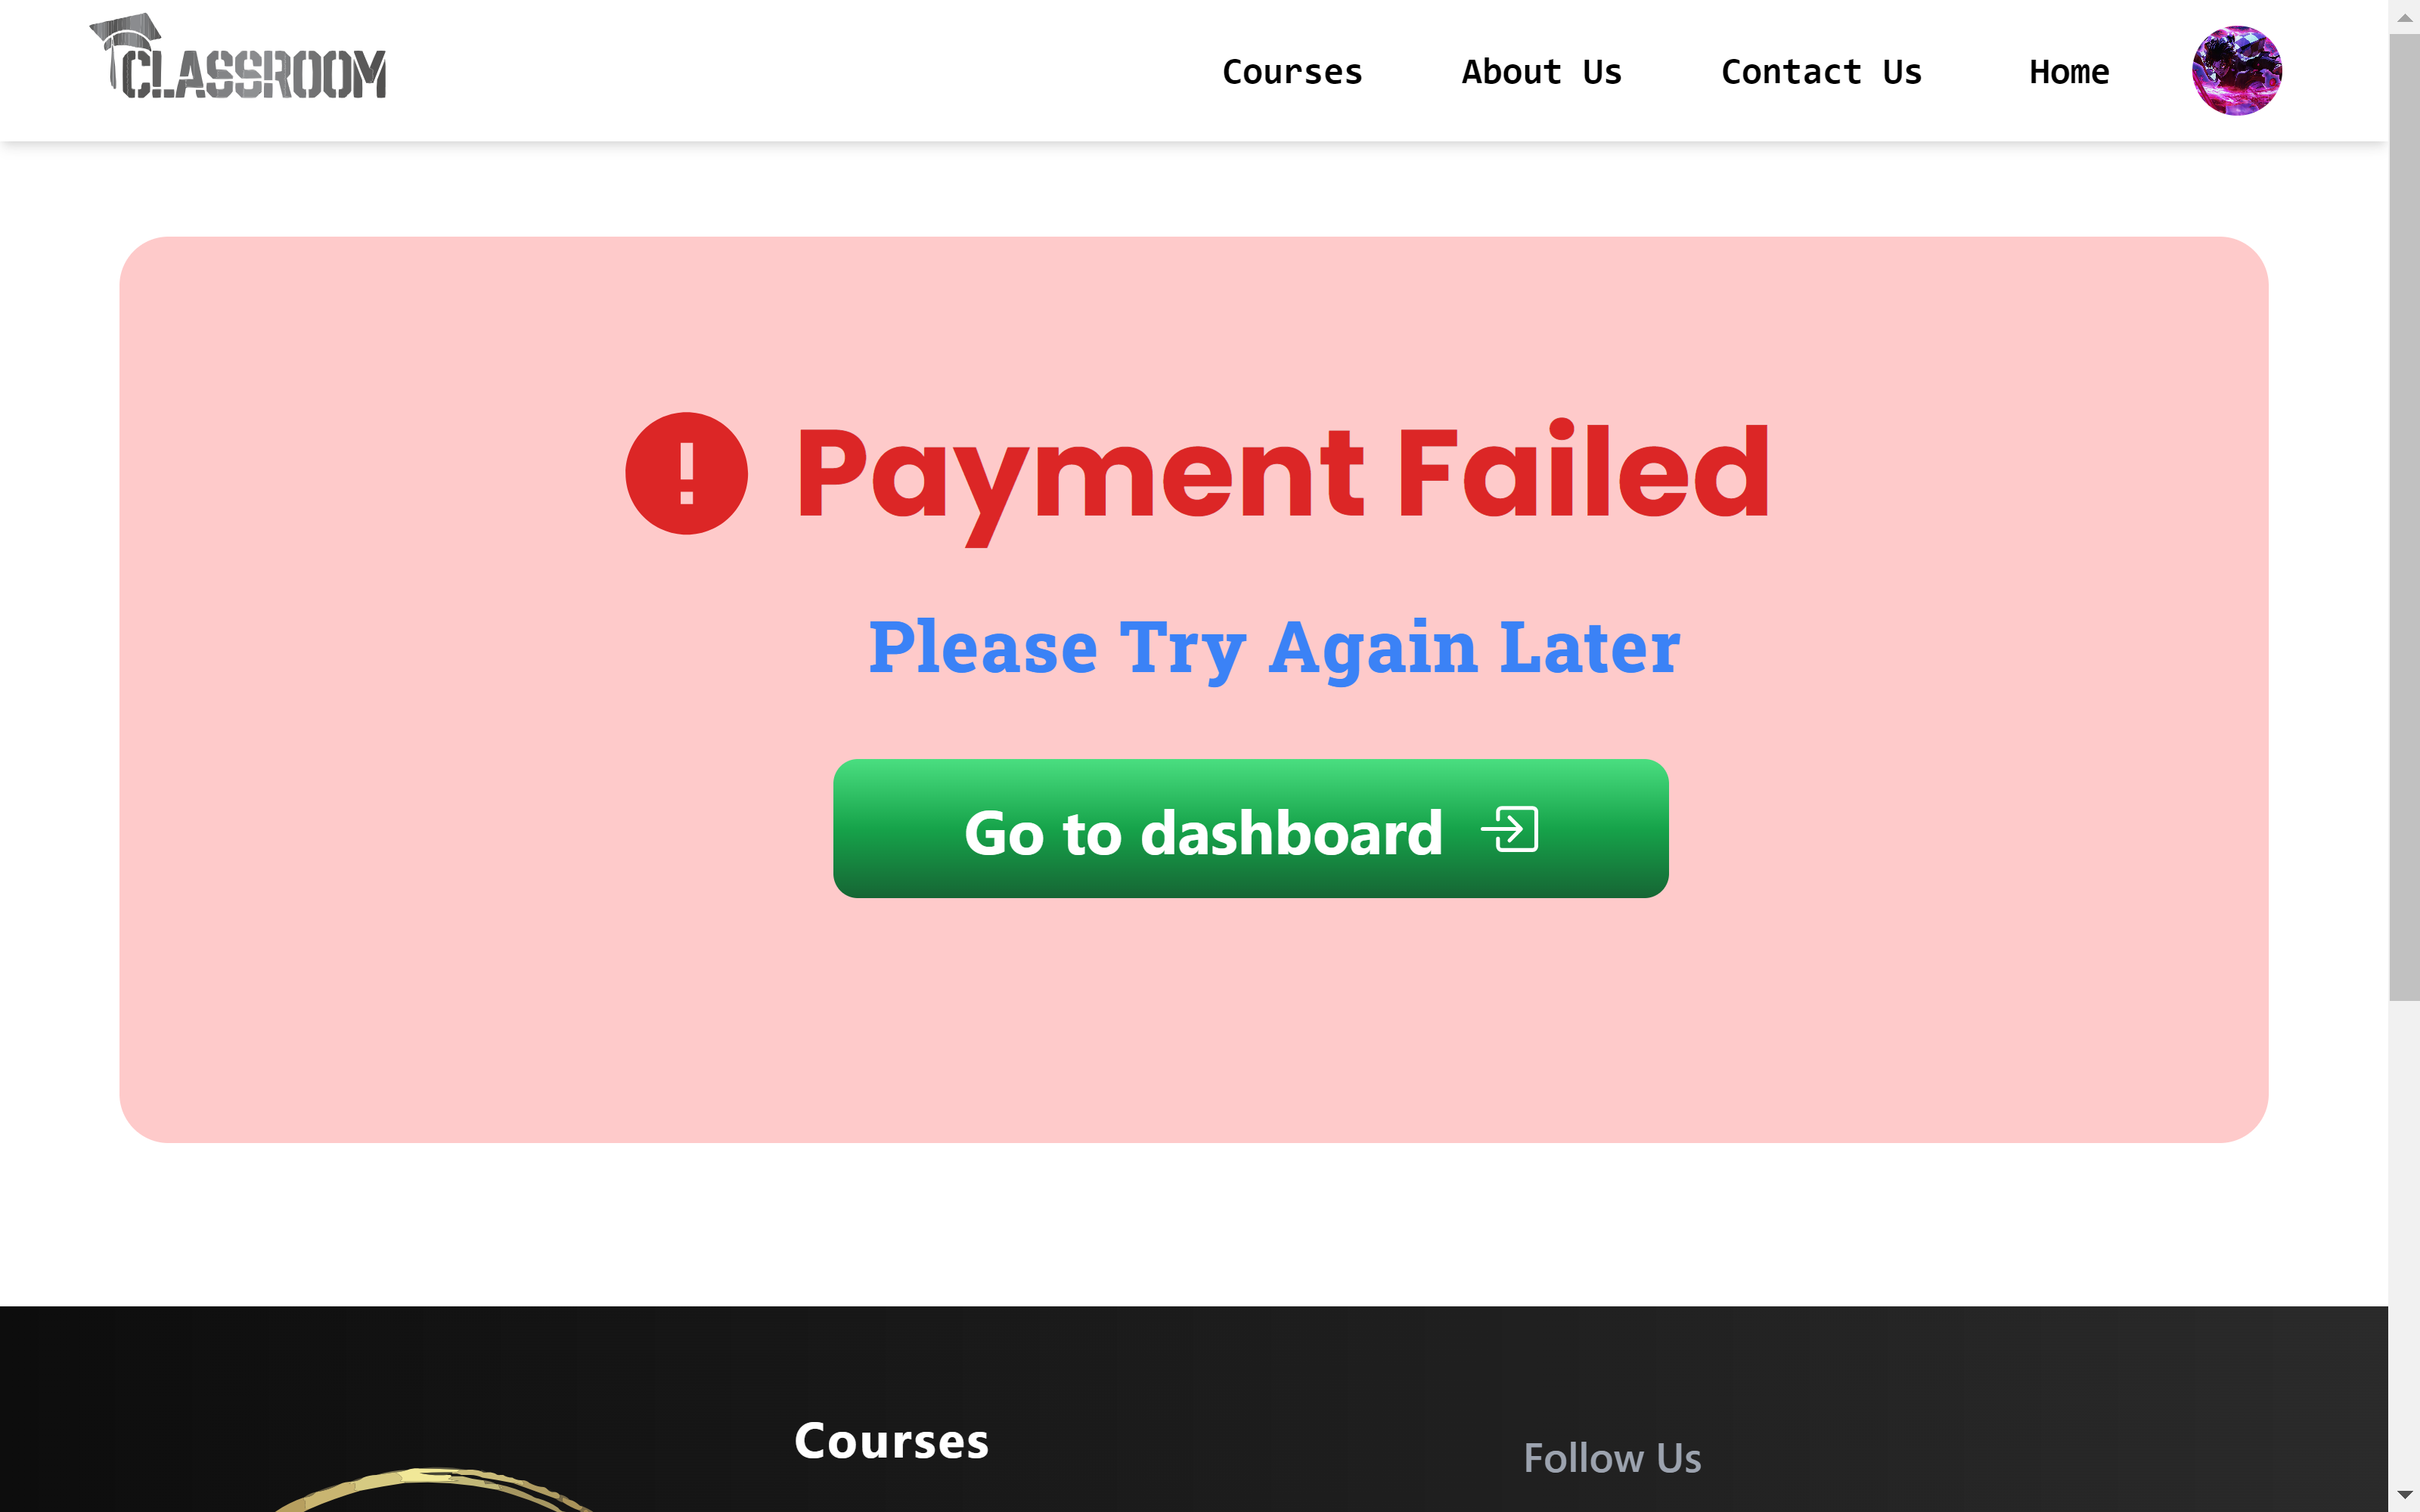 CLASSROOM
Courses
About Us
Contact Us
Home
Payment Failed
Please Try Again Later
Go to dashboard
Courses
Follow Us